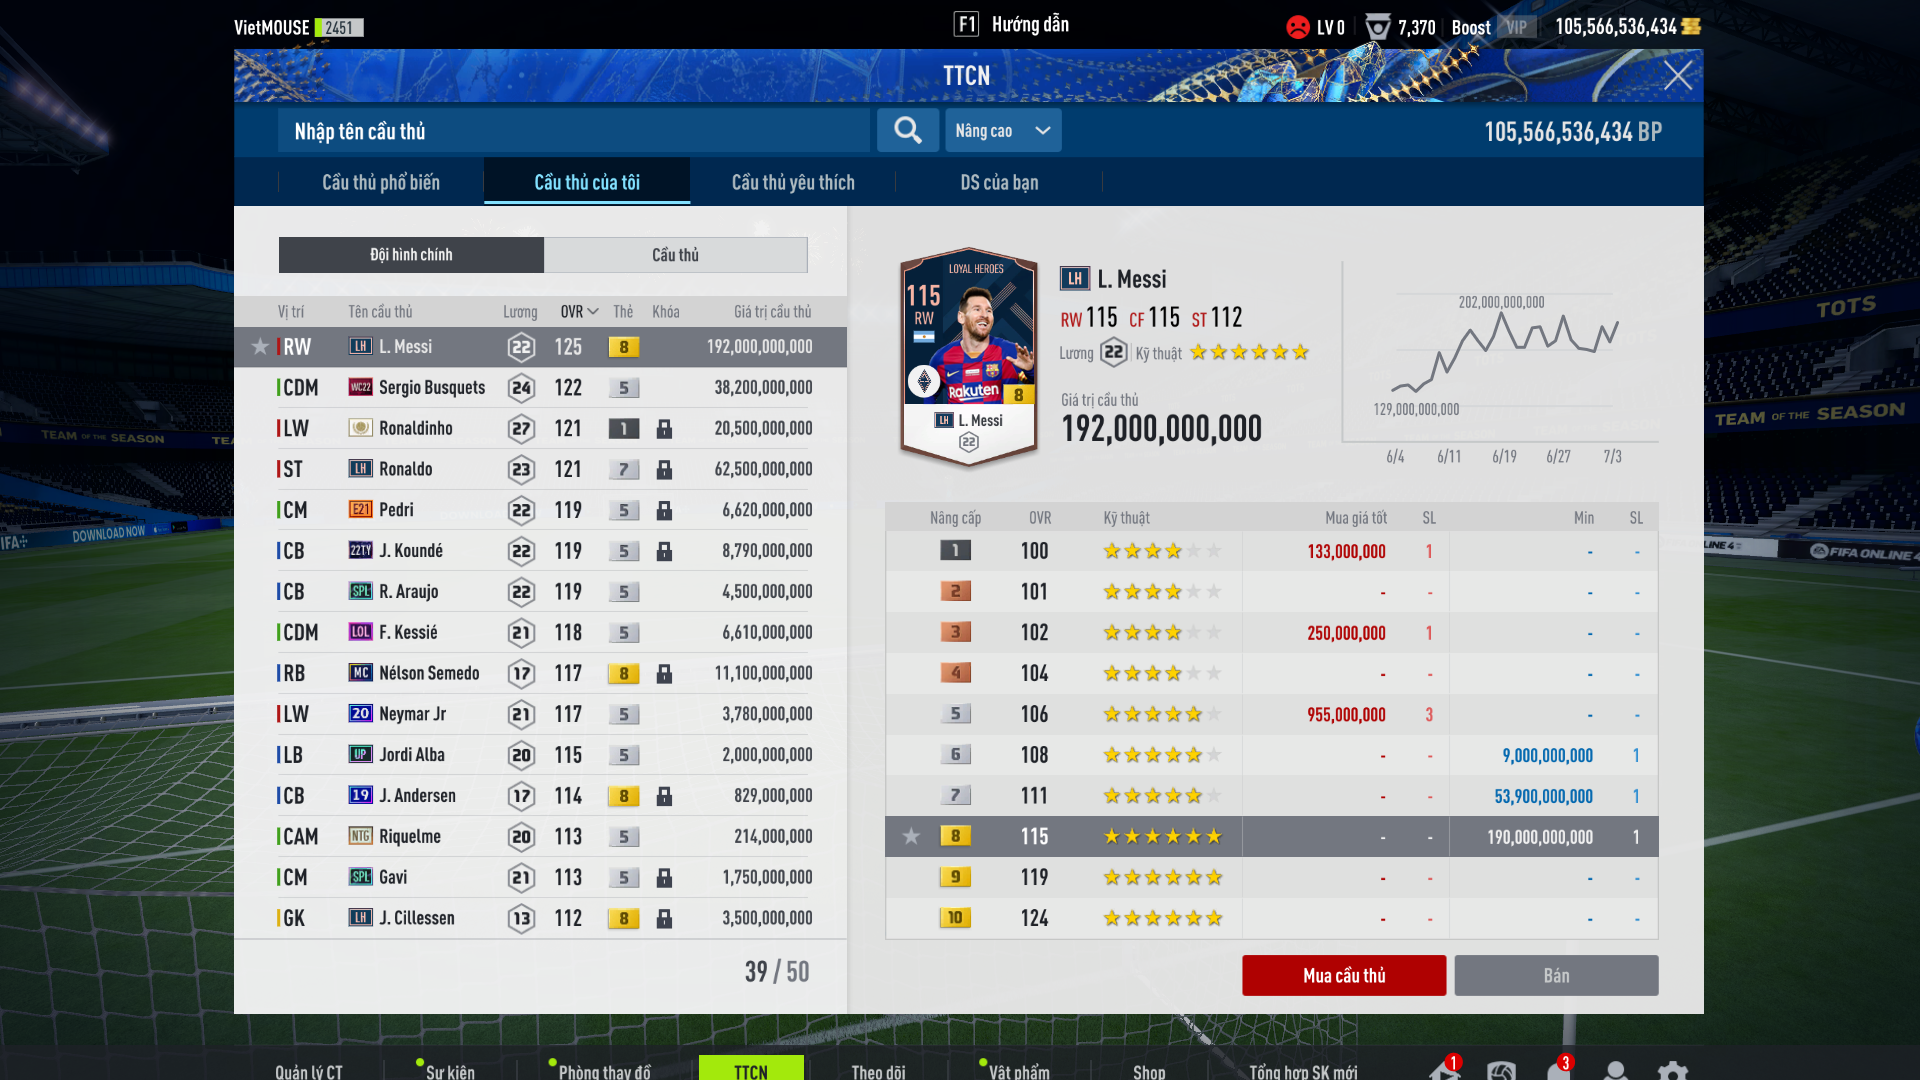 VietMOUSE 2451
F1 Hướng dẫn
LV 0 7,370 Boost VIP 105,566,536,434
TTCN
Nhập tên cầu thủ Nâng cao 105,566,536,434 BP
Cầu thủ phổ biến Cầu thủ của tôi Cầu thủ yêu thích DS của bạn
Đội hình chính Cầu thủ
Vị trí Tên cầu thủ Lương OVR Thẻ Khóa Giá trị cầu thủ
RW LH L. Messi 22 125 8 192,000,000,000
CDM WC22 Sergio Busquets 24 122 5 38,200,000,000
LW Ronaldinho 27 121 1 20,500,000,000
ST LH Ronaldo 23 121 7 62,500,000,000
CM E21 Pedri 22 119 5 6,620,000,000
CB 22TY J. Koundé 22 119 5 8,790,000,000
CB SPL R. Araujo 22 119 5 4,500,000,000
CDM LOL F. Kessié 21 118 5 6,610,000,000
RB MC Nélson Semedo 17 117 8 11,100,000,000
LW 20 Neymar Jr 21 117 5 3,780,000,000
LB UP Jordi Alba 20 115 5 2,000,000,000
CB 19 J. Andersen 17 114 8 829,000,000
CAM NTG Riquelme 20 113 5 214,000,000
CM SPL Gavi 21 113 5 1,750,000,000
GK LH J. Cillessen 13 112 8 3,500,000,000
39 / 50
LOYAL HEROES
115
RW
Rakuten
8
LH L. Messi
22
LH L. Messi
RW 115 CF 115 ST 112
Lương 22 Kỹ thuật
Giá trị cầu thủ
192,000,000,000
202,000,000,000
129,000,000,000
6/4 6/11 6/19 6/27 7/3
Nâng cấp OVR Kỹ thuật Mua giá tốt SL Min SL
1 100 133,000,000 1 - -
2 101 - - - -
3 102 250,000,000 1 - -
4 104 - - - -
5 106 955,000,000 3 - -
6 108 - - 9,000,000,000 1
7 111 - - 53,900,000,000 1
8 115 - - 190,000,000,000 1
9 119 - - - -
10 124 - - - -
Mua cầu thủ Bán
TEAM OF THE SEASON
DOWNLOAD NOW
TOTS
TEAM OF THE SEASON
FIFA ONLINE 4
Quản lý CT Sự kiện Phòng thay đồ TTCN Theo dõi Vật phẩm Shop Tổng hợp SK mới 1 3